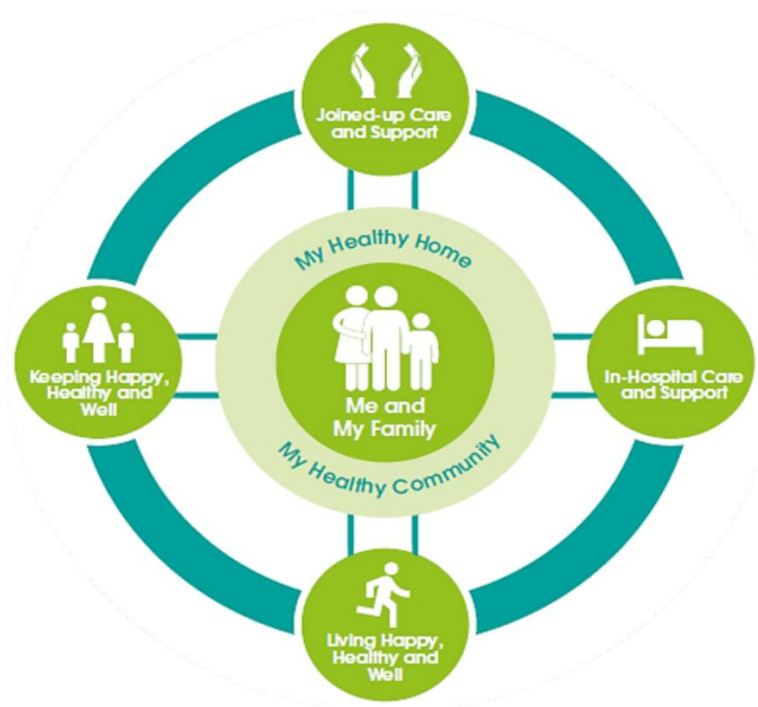 Joined-up Care
and Support
My Healthy Home
Keeping Happy,
Healthy and
Well
Me and
My Family
In-Hospital Care
and Support
My Healthy Community
Living Happy,
Healthy and
Well